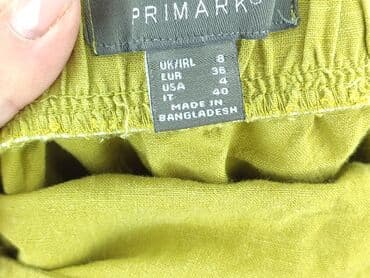 PRIMARK
UK/IRL 8
EUR 36
USA 4
IT 40
MADE IN
BANGLADESH